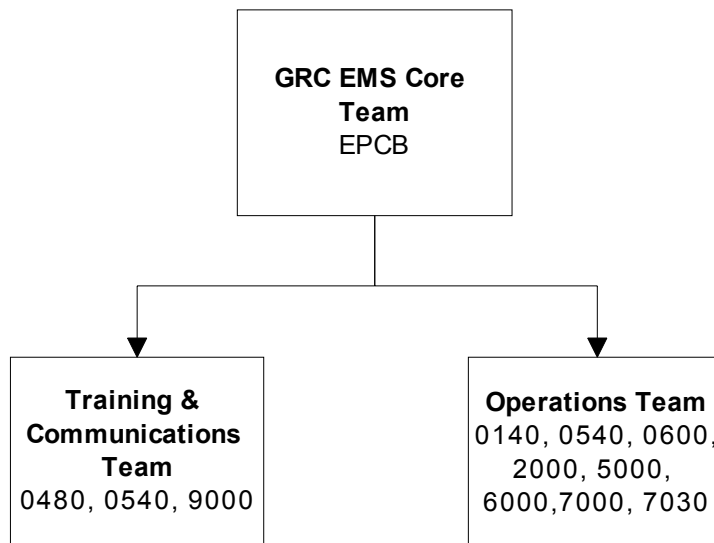 GRC EMS Core
Team
EPCB
Training &
Communications
Team
0480, 0540, 9000
Operations Team
0140, 0540, 0600,
2000, 5000,
6000,7000, 7030